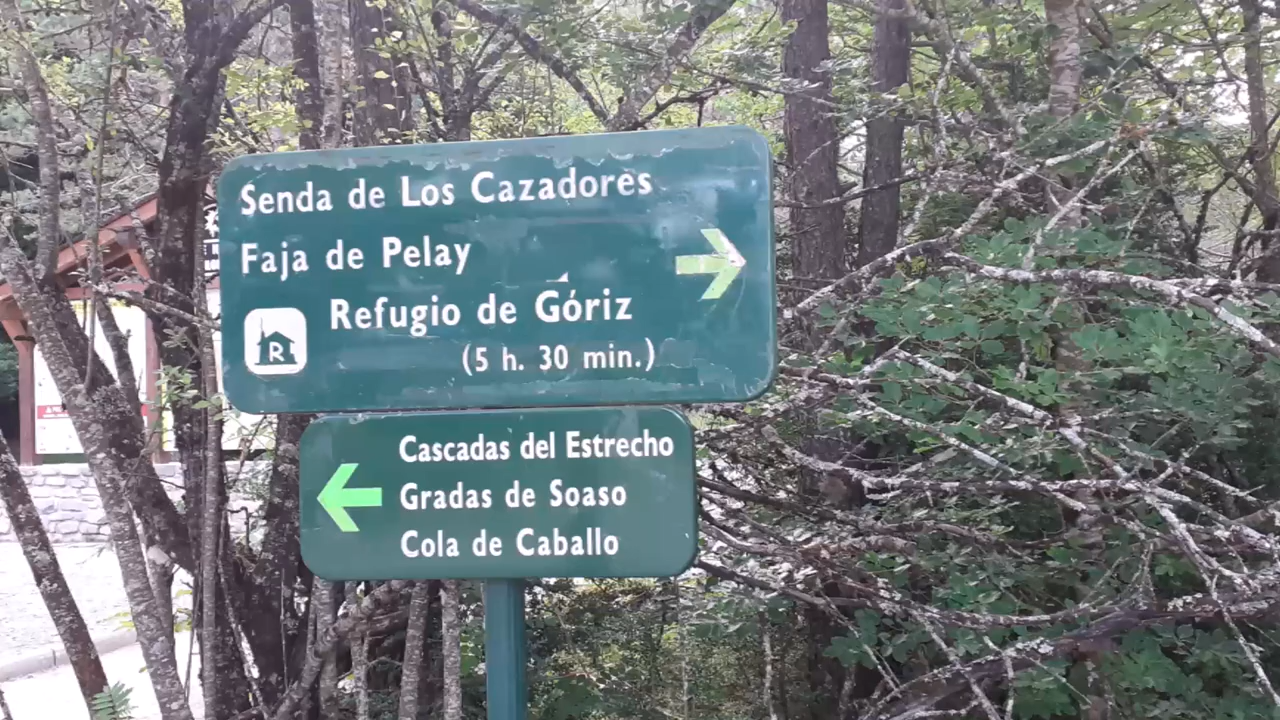 Senda de Los Cazadores
Faja de Pelay
R
Refugio de Góriz
(5 h. 30 min.)
Cascadas del Estrecho
Gradas de Soaso
Cola de Caballo